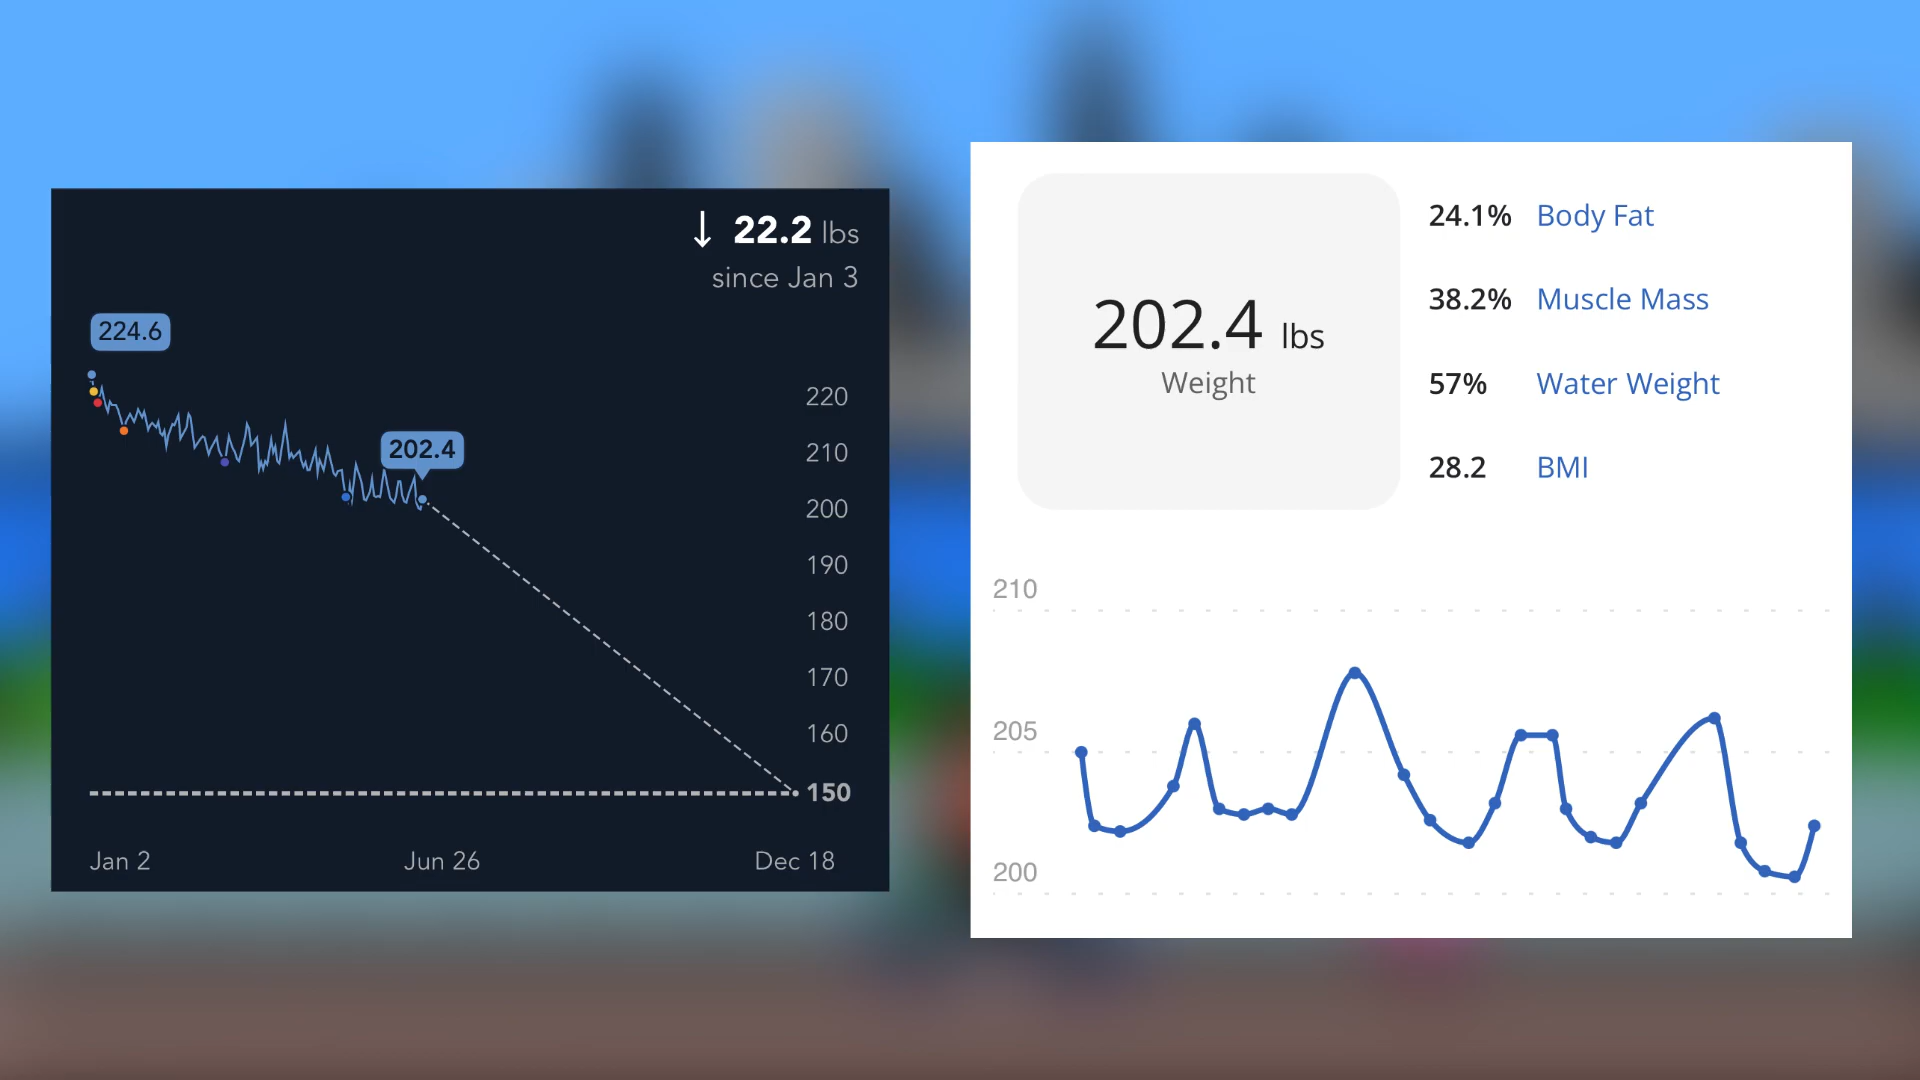 ↓ 22.2 lbs
since Jan 3
224.6
202.4
220
210
200
190
180
170
160
150
Jan 2 Jun 26 Dec 18
202.4 lbs
Weight
24.1% Body Fat
38.2% Muscle Mass
57% Water Weight
28.2 BMI
210
205
200